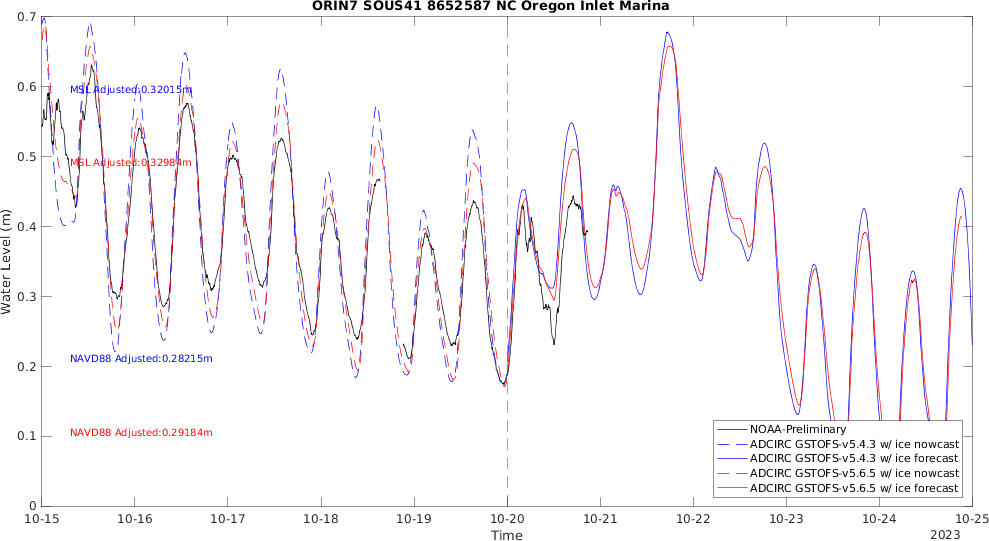 ORIN7 SOUS41 8652587 NC Oregon Inlet Marina
0.7
0.6
0.5
0.4
0.3
0.2
0.1
0
Water Level (m)
MSL Adjusted:0.32015m
MSL Adjusted:0.32984m
NAVD88 Adjusted:0.28215m
NAVD88 Adjusted:0.29184m
NOAA-Preliminary
ADCIRC GSTOFS-v5.4.3 w/ ice nowcast
ADCIRC GSTOFS-v5.4.3 w/ ice forecast
ADCIRC GSTOFS-v5.6.5 w/ ice nowcast
ADCIRC GSTOFS-v5.6.5 w/ ice forecast
10-15 10-16 10-17 10-18 10-19 10-20 10-21 10-22 10-23 10-24 10-25
Time
2023